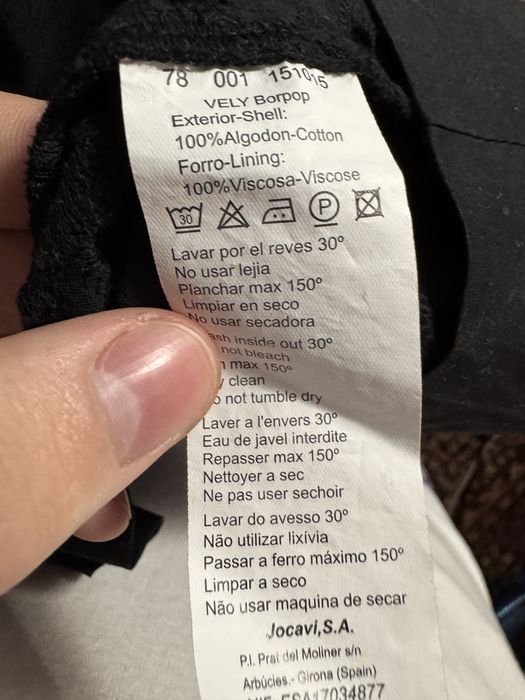 78 001 151015
VELY Borpop
Exterior-Shell:
100%Algodon-Cotton
Forro-Lining:
100%Viscosa-Viscose
30 P
Lavar por el reves 30º
No usar lejia
Planchar max 150º
Limpiar en seco
No usar secadora
ash inside out 30º
not bleach
max 150º
clean
not tumble dry
Laver a l'envers 30º
Eau de javel interdite
Repasser max 150º
Nettoyer a sec
Ne pas user sechoir
Lavar do avesso 30º
Não utilizar lixívia
Passar a ferro máximo 150º
Limpar a seco
Não usar maquina de secar
Jocavi,S.A.
P.I. Prat del Moliner s/n
Arbúcies.- Girona (Spain)
NIF ESA17034877